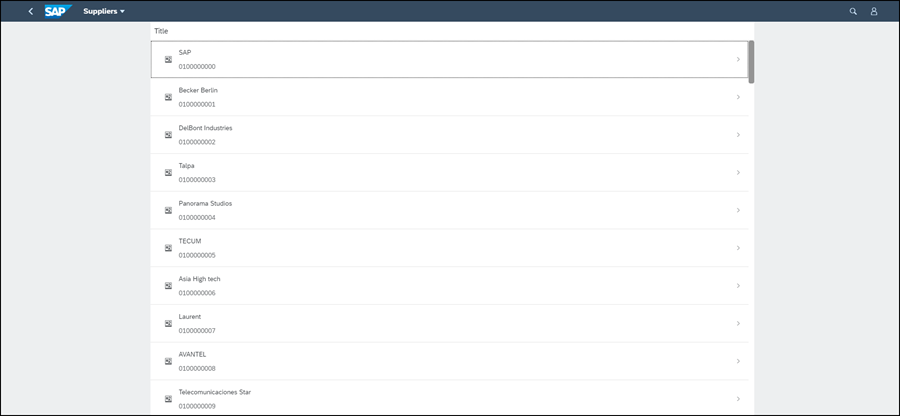 SAP Suppliers
Title
SAP
0100000000
Becker Berlin
0100000001
DelBont Industries
0100000002
Talpa
0100000003
Panorama Studios
0100000004
TECUM
0100000005
Asia High tech
0100000006
Laurent
0100000007
AVANTEL
0100000008
Telecomunicaciones Star
0100000009